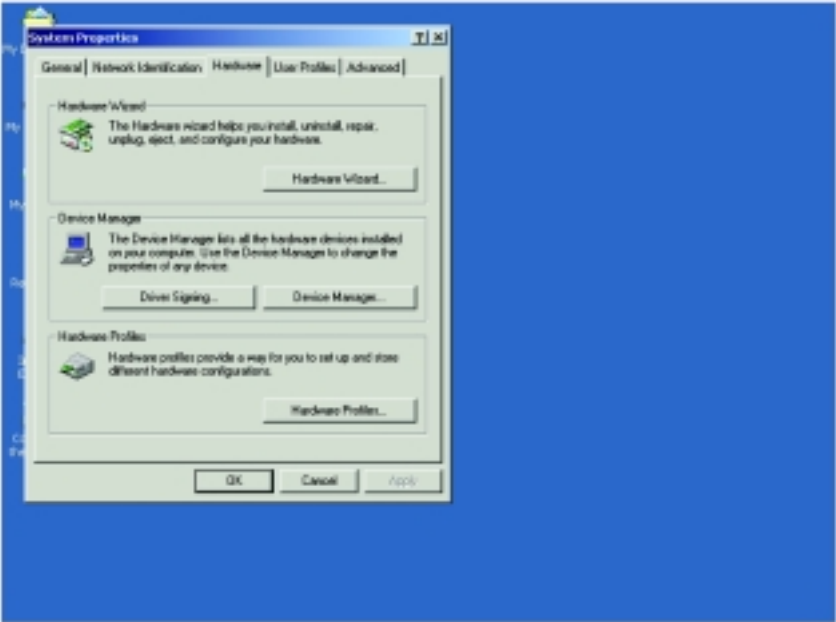 System Properties
General
Network Identification
Hardware
User Profiles
Advanced
Hardware Wizard
The Hardware wizard helps you install, uninstall, repair,
unplug, eject, and configure your hardware.
Hardware Wizard...
Device Manager
The Device Manager lists all the hardware devices installed
on your computer. Use the Device Manager to change the
properties of any device.
Driver Signing...
Device Manager...
Hardware Profiles
Hardware profiles provide a way for you to set up and store
different hardware configurations.
Hardware Profiles...
OK
Cancel
Apply